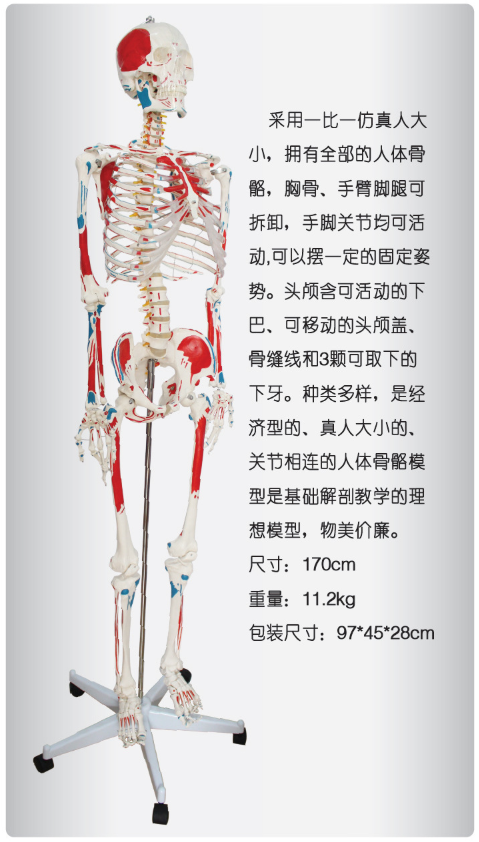 采用一比一仿真人大
小，拥有全部的人体骨
骼，胸骨、手臂脚腿可
拆卸，手脚关节均可活
动,可以摆一定的固定姿
势。头颅含可活动的下
巴、可移动的头颅盖、
骨缝线和3颗可取下的
下牙。种类多样，是经
济型的、真人大小的、
关节相连的人体骨骼模
型是基础解剖教学的理
想模型，物美价廉。
尺寸：170cm
重量：11.2kg
包装尺寸：97*45*28cm